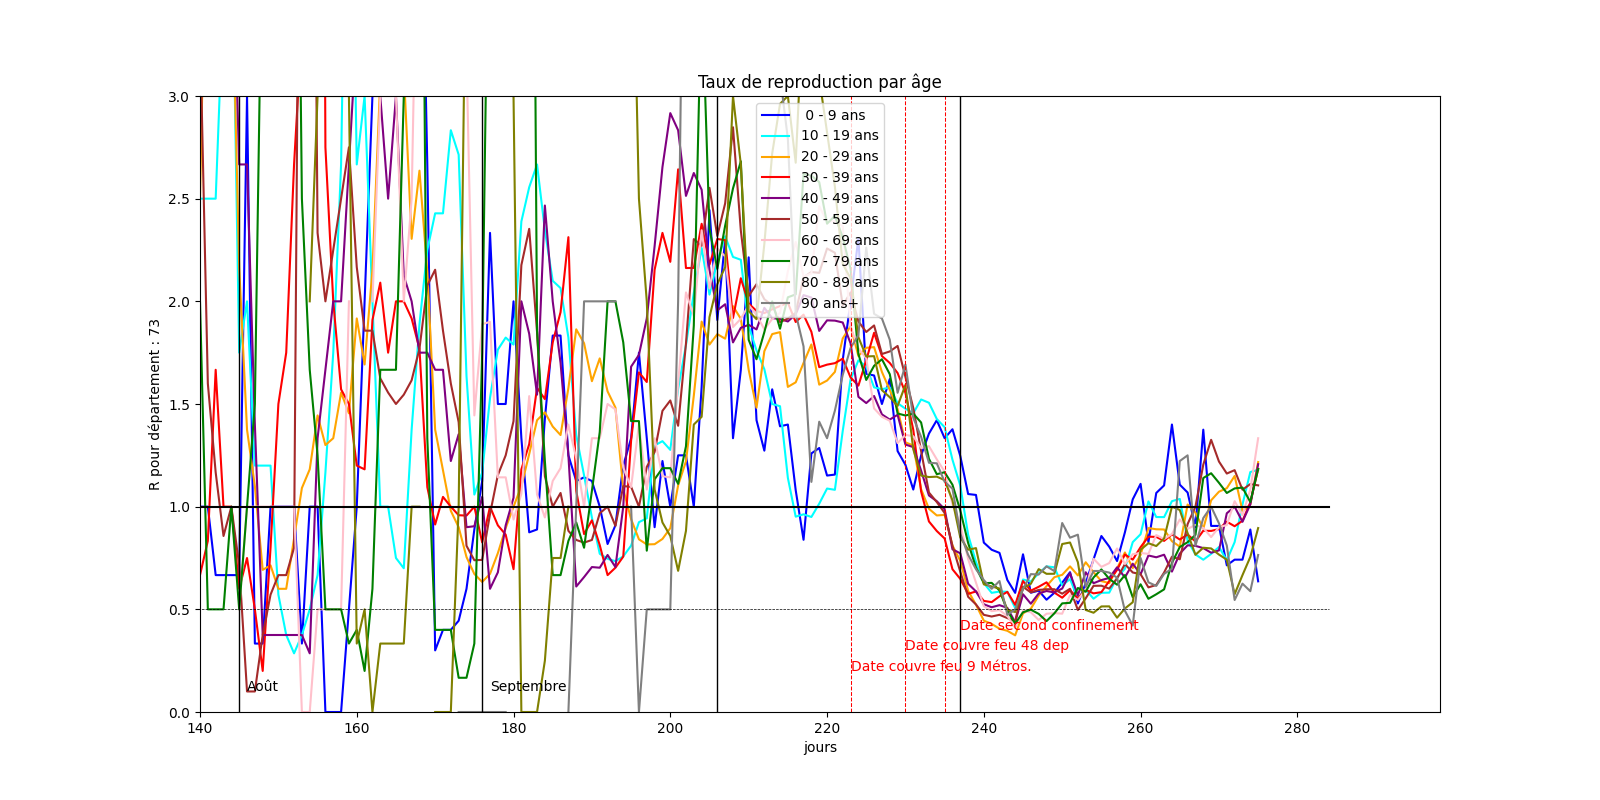 Taux de reproduction par âge
R pour département : 73
3.0
2.5
2.0
1.5
1.0
0.5
0.0
0 - 9 ans
10 - 19 ans
20 - 29 ans
30 - 39 ans
40 - 49 ans
50 - 59 ans
60 - 69 ans
70 - 79 ans
80 - 89 ans
90 ans+
Date second confinement
Date couvre feu 48 dep
Date couvre feu 9 Métros.
Août
Septembre
140
160
180
200
220
240
260
280
jours